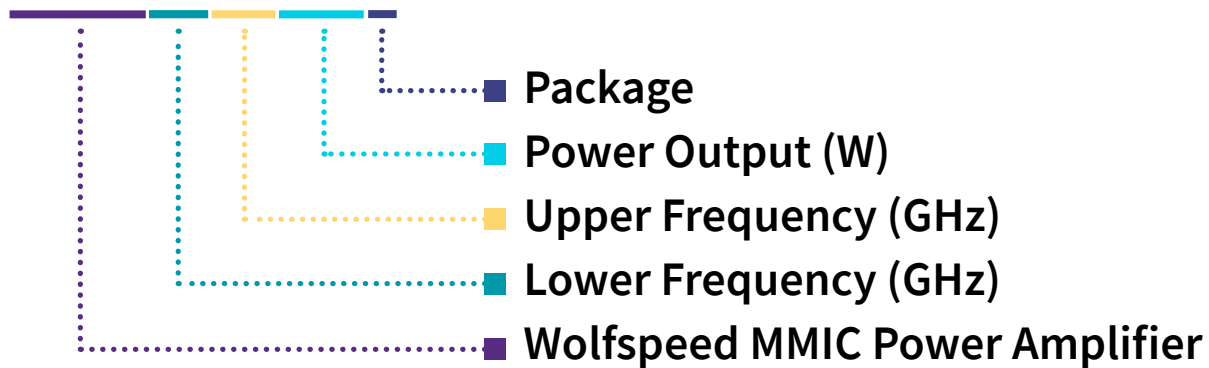 Package
Power Output (W)
Upper Frequency (GHz)
Lower Frequency (GHz)
Wolfspeed MMIC Power Amplifier